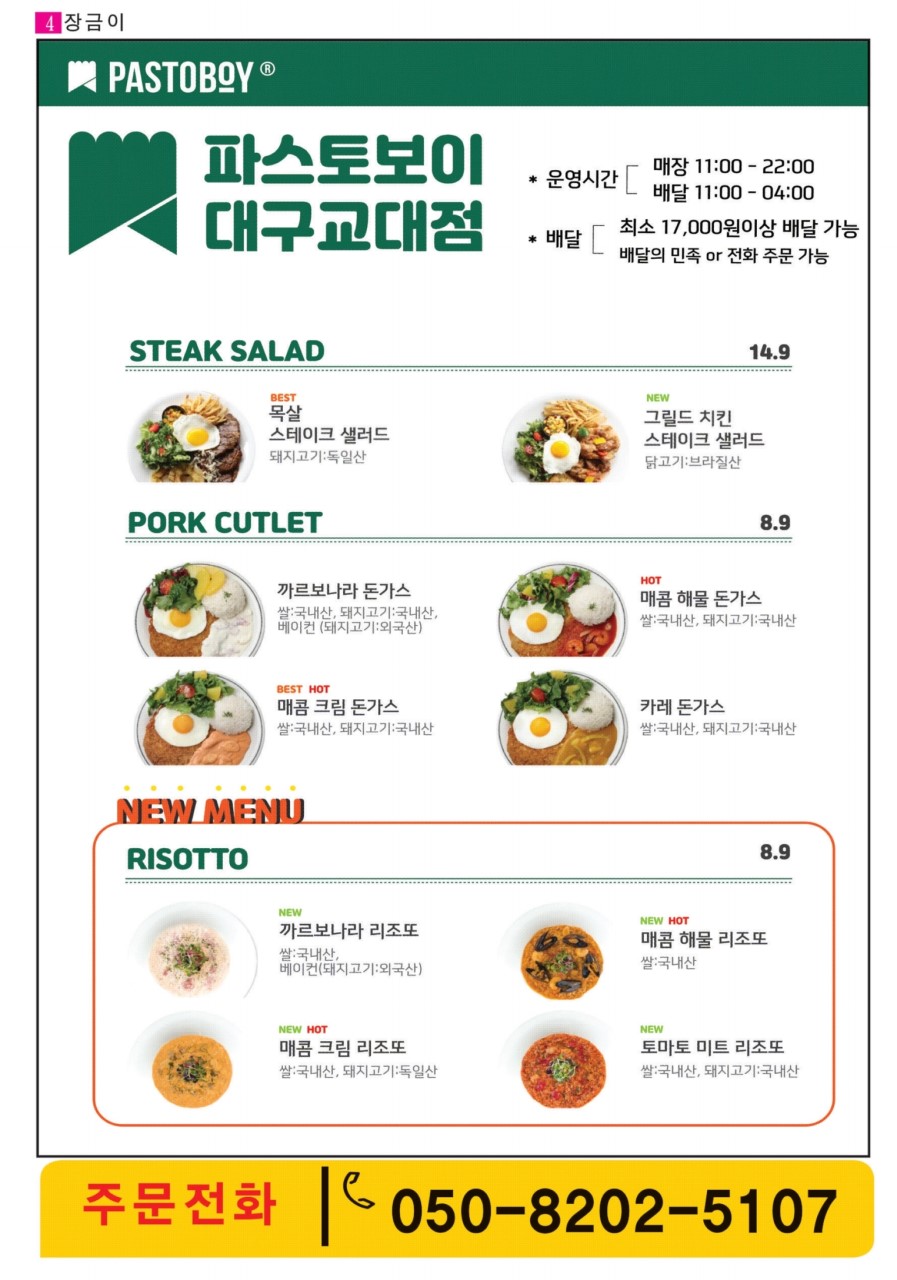 4 장금이
PASTOBOY®
파스토보이
대구교대점
* 운영시간
매장 11:00 - 22:00
배달 11:00 - 04:00
* 배달
최소 17,000원이상 배달 가능
배달의 민족 or 전화 주문 가능
STEAK SALAD 14.9
BEST
목살
스테이크 샐러드
돼지고기:독일산
NEW
그릴드 치킨
스테이크 샐러드
닭고기:브라질산
PORK CUTLET 8.9
까르보나라 돈가스
쌀:국내산, 돼지고기:국내산,
베이컨 (돼지고기:외국산)
HOT
매콤 해물 돈가스
쌀:국내산, 돼지고기:국내산
BEST HOT
매콤 크림 돈가스
쌀:국내산, 돼지고기:국내산
카레 돈가스
쌀:국내산, 돼지고기:국내산
NEW MENU
RISOTTO 8.9
NEW
까르보나라 리조또
쌀:국내산,
베이컨(돼지고기:외국산)
NEW HOT
매콤 해물 리조또
쌀:국내산
NEW HOT
매콤 크림 리조또
쌀:국내산, 돼지고기:독일산
NEW
토마토 미트 리조또
쌀:국내산, 돼지고기:국내산
주문전화 050-8202-5107